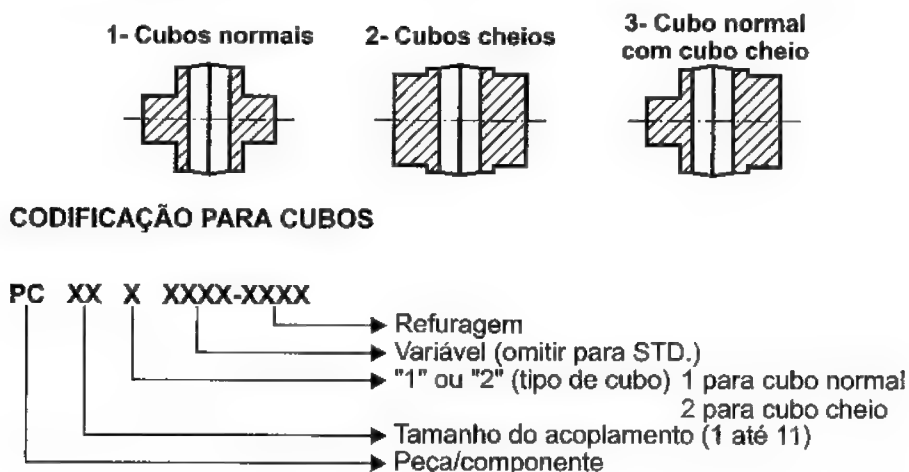 1- Cubos normais
2- Cubos cheios
3- Cubo normal
com cubo cheio
CODIFICAÇÃO PARA CUBOS
PC XX X XXXX-XXXX
Refuragem
Variável (omitir para STD.)
"1" ou "2" (tipo de cubo) 1 para cubo normal
2 para cubo cheio
Tamanho do acoplamento (1 até 11)
Peça/componente